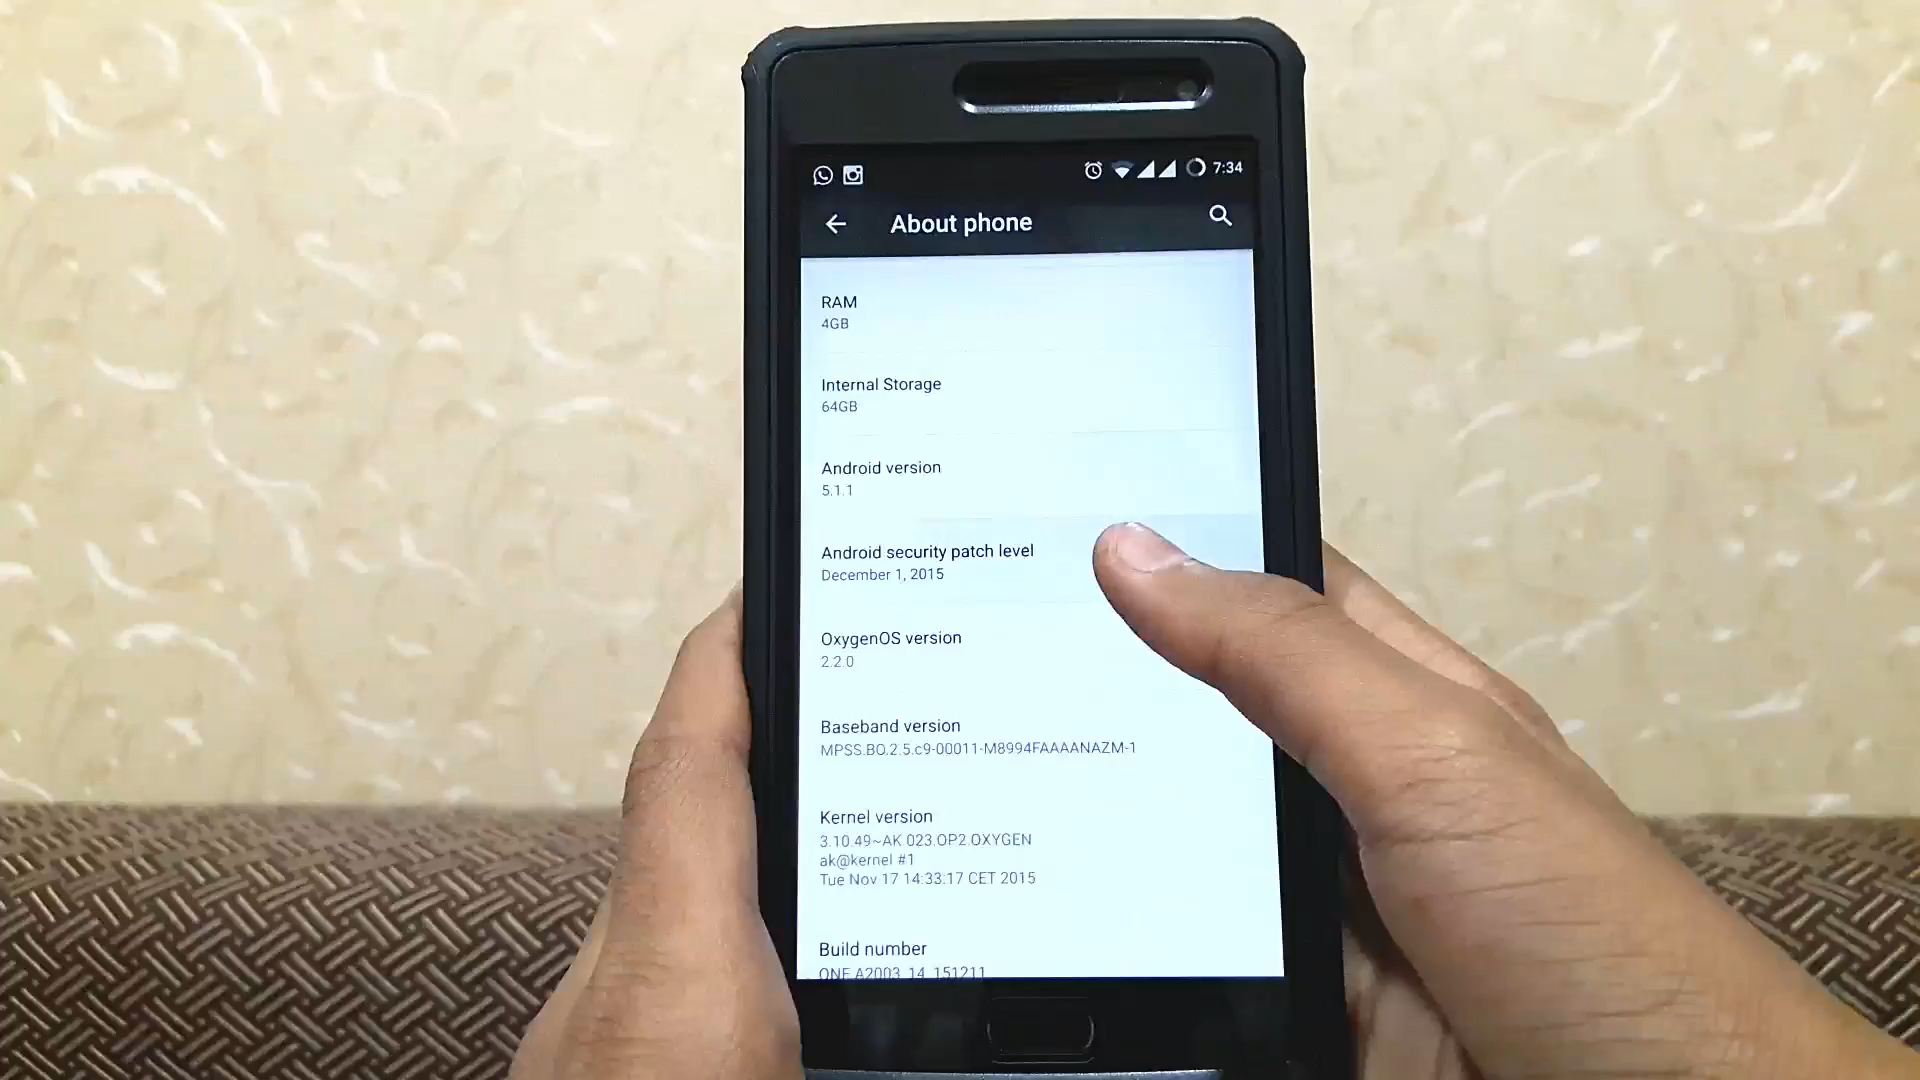 7:34
About phone
RAM
4GB
Internal Storage
64GB
Android version
5.1.1
Android security patch level
December 1, 2015
OxygenOS version
2.2.0
Baseband version
MPSS.BO.2.5.c9-00011-M8994FAAAANAZM-1
Kernel version
3.10.49~AK.023.OP2.OXYGEN
ak@kernel #1
Tue Nov 17 14:33:17 CET 2015
Build number
ONE A2003_14_151211